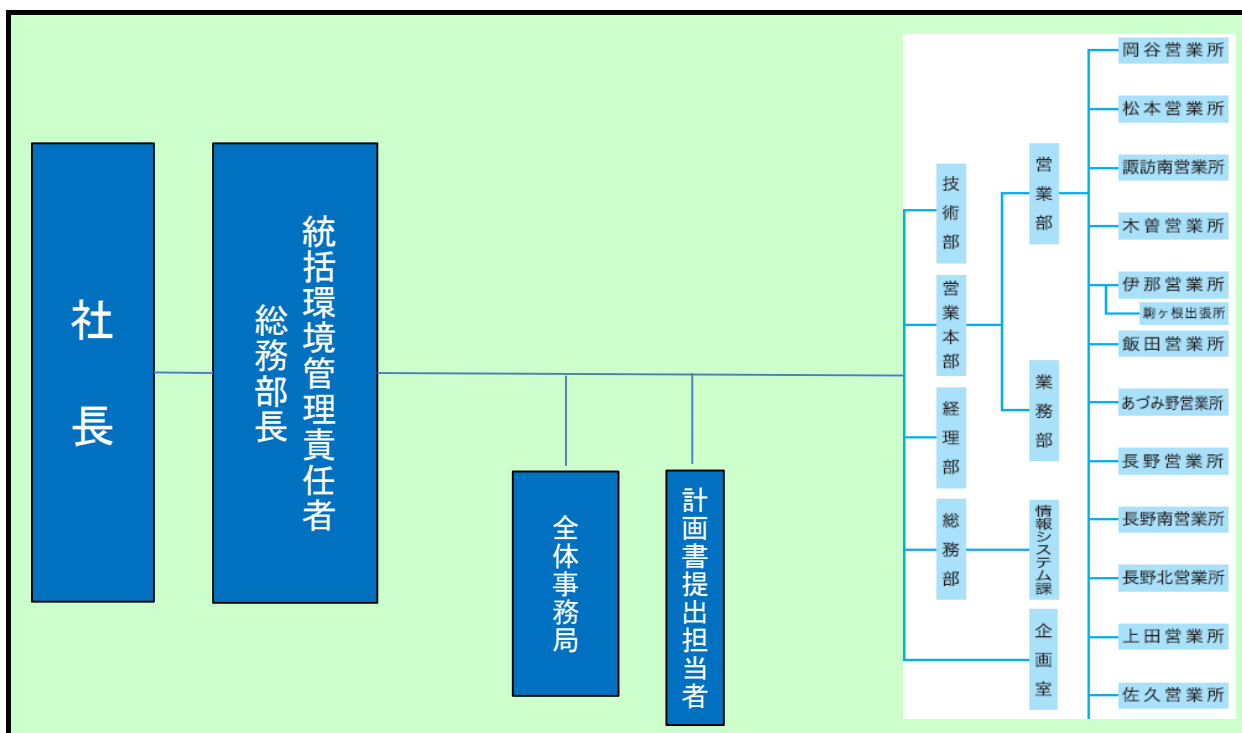 社長
統括環境管理責任者
総務部長
全体事務局
計画書提出担当者
技術部
営業本部
経理部
総務部
営業部
業務部
情報システム課
企画室
岡谷営業所
松本営業所
諏訪南営業所
木曽営業所
伊那営業所
駒ヶ根出張所
飯田営業所
あづみ野営業所
長野営業所
長野南営業所
長野北営業所
上田営業所
佐久営業所